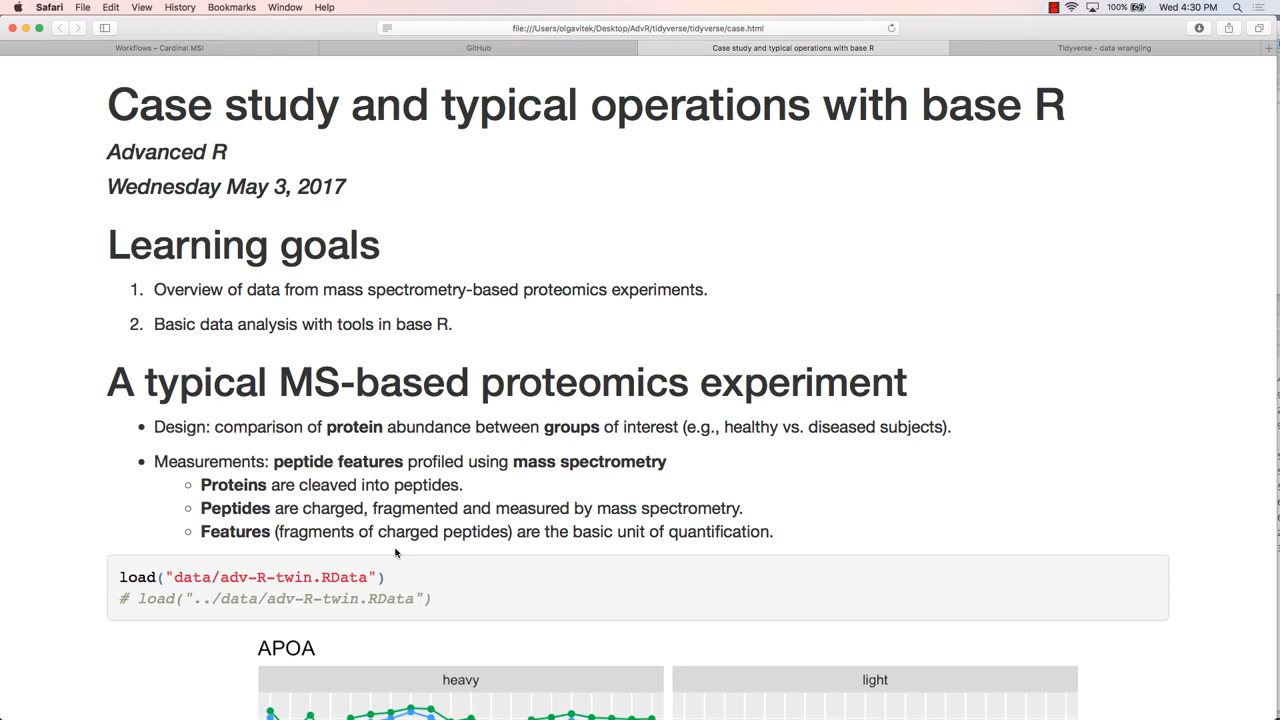 Safari File Edit View History Bookmarks Window Help 100% Wed 4:30 PM
file:///Users/olgavitek/Desktop/AdvR/tidyverse/tidyverse/case.html
Workflows – Cardinal MSI GitHub Case study and typical operations with base R Tidyverse - data wrangling
Case study and typical operations with base R
Advanced R
Wednesday May 3, 2017
Learning goals
1. Overview of data from mass spectrometry-based proteomics experiments.
2. Basic data analysis with tools in base R.
A typical MS-based proteomics experiment
• Design: comparison of protein abundance between groups of interest (e.g., healthy vs. diseased subjects).
• Measurements: peptide features profiled using mass spectrometry
◦ Proteins are cleaved into peptides.
◦ Peptides are charged, fragmented and measured by mass spectrometry.
◦ Features (fragments of charged peptides) are the basic unit of quantification.
load("data/adv-R-twin.RData")
# load("../data/adv-R-twin.RData")
APOA
heavy light